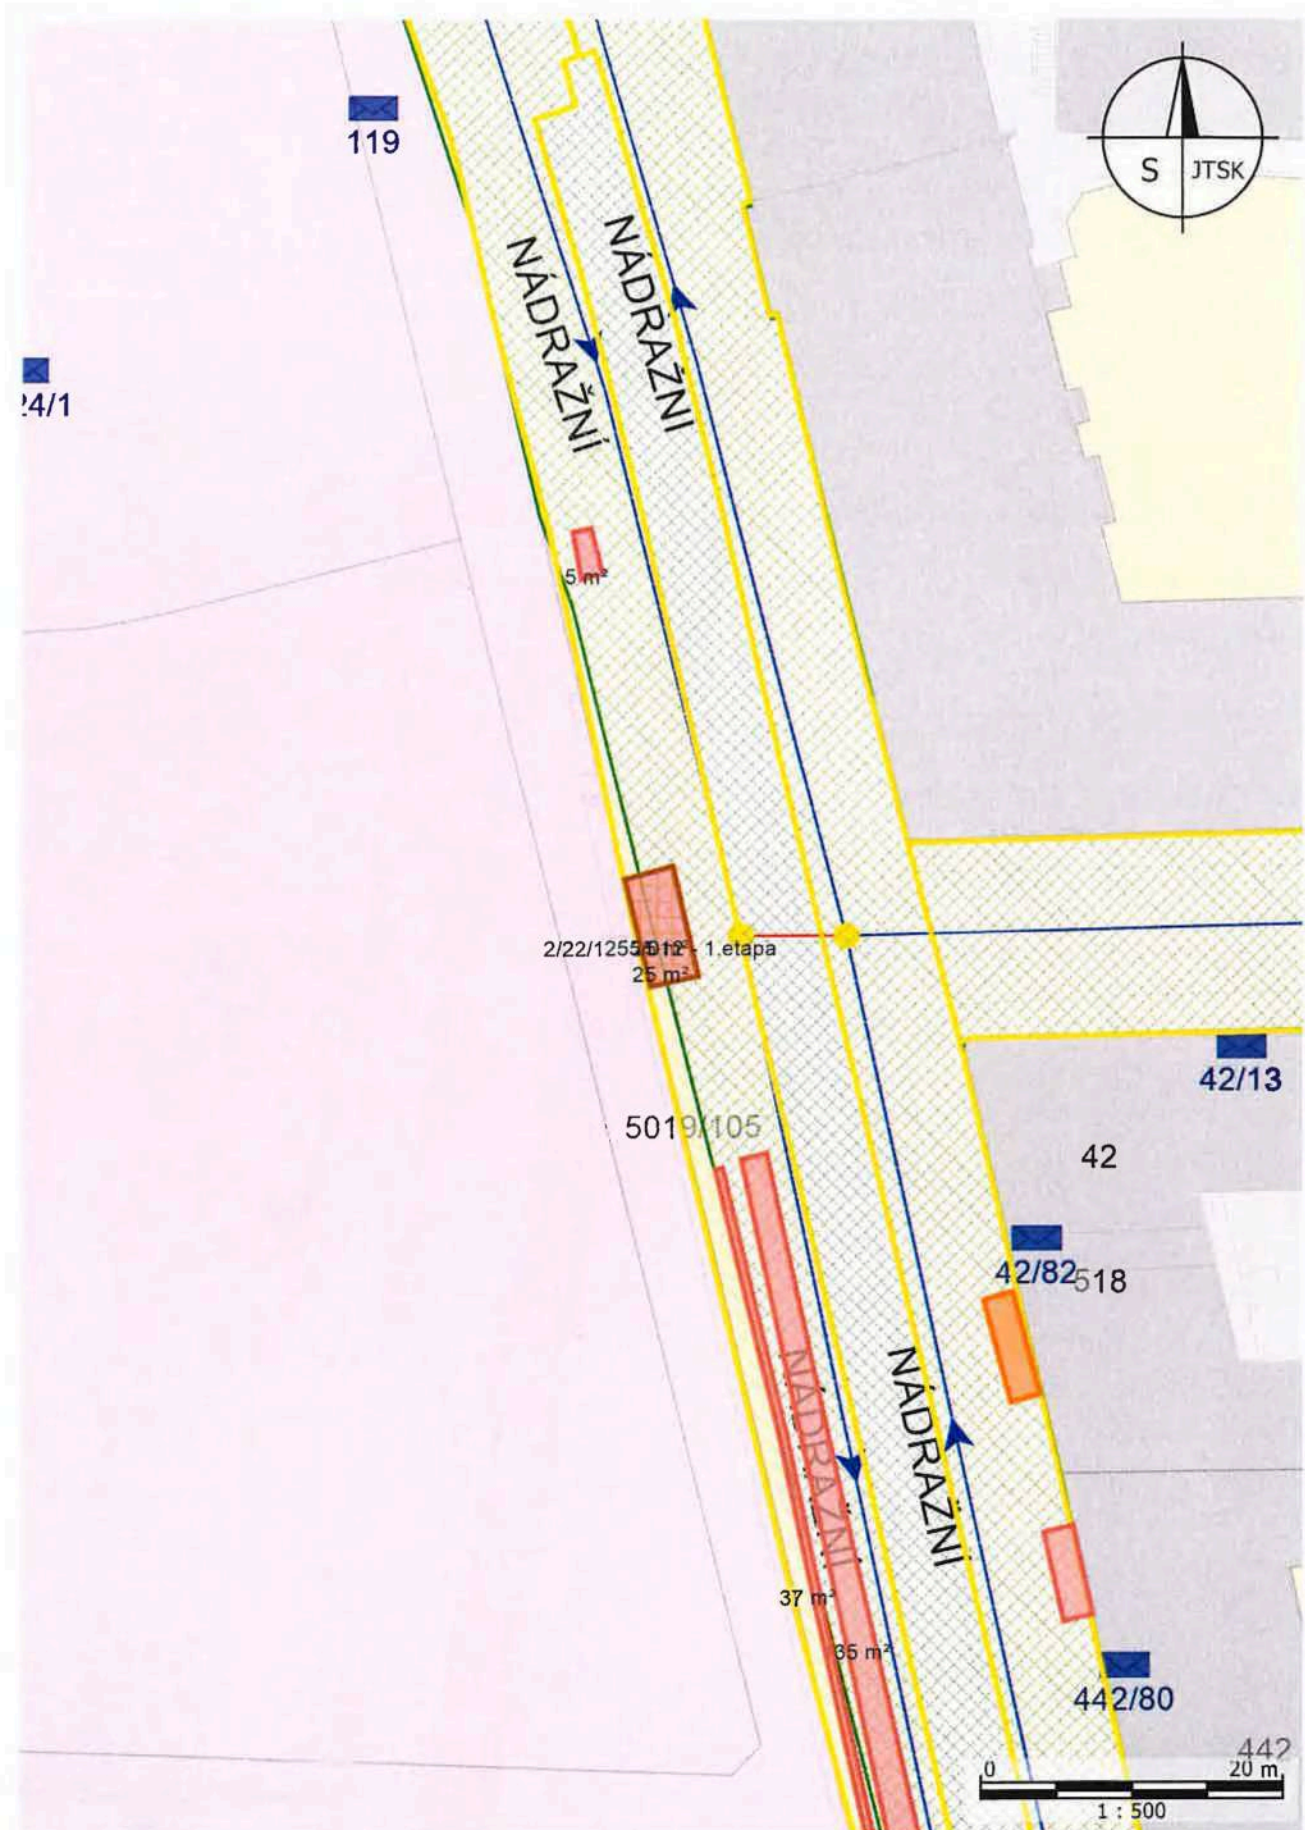 119
S JTSK
24/1
NÁDRAŽNÍ
NÁDRAŽNÍ
5 m²
1.etapa
25 m²
42/13
5019/105
42
42/82
518
NÁDRAŽNÍ
NÁDRAŽNÍ
37 m²
35 m²
442/80
442
0 20 m
1 : 500